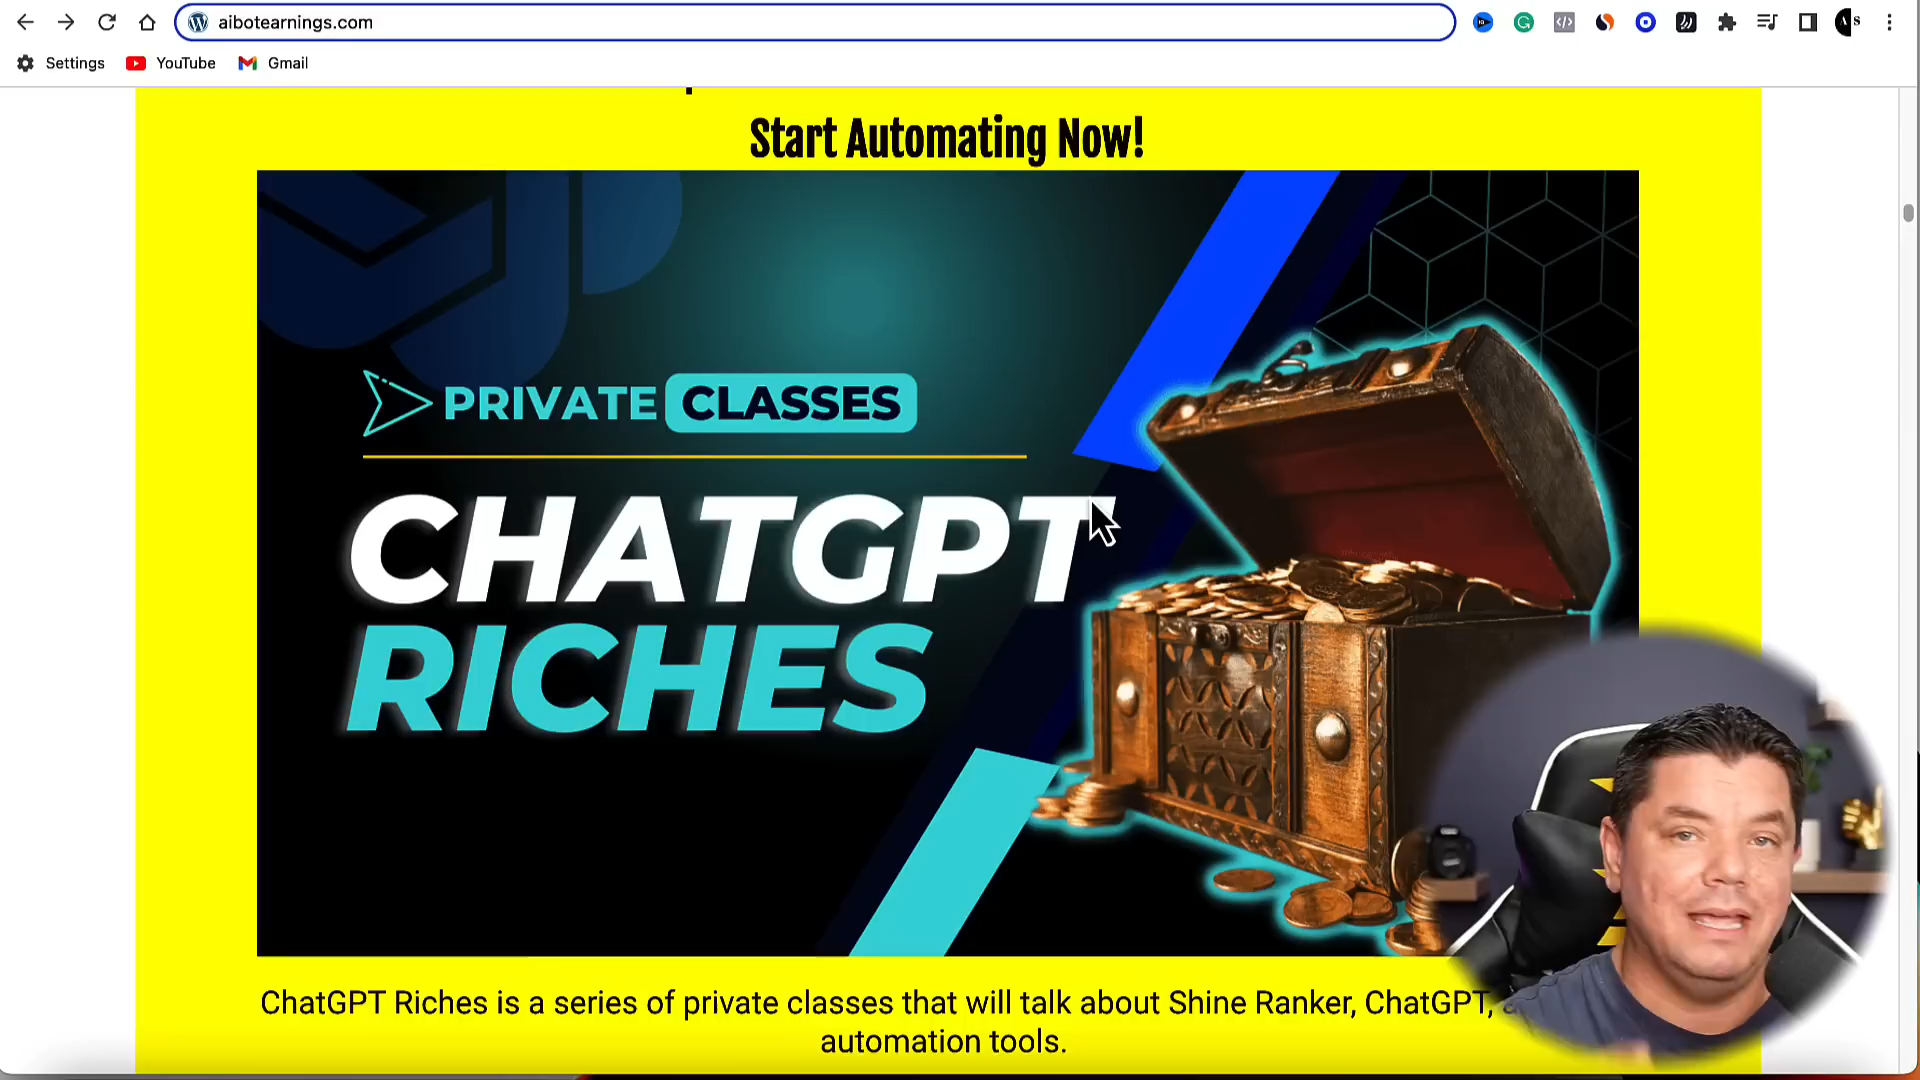 aibotearnings.com
Settings YouTube Gmail
Start Automating Now!
PRIVATE CLASSES
CHATGPT
RICHES
ChatGPT Riches is a series of private classes that will talk about Shine Ranker, ChatGPT,
automation tools.